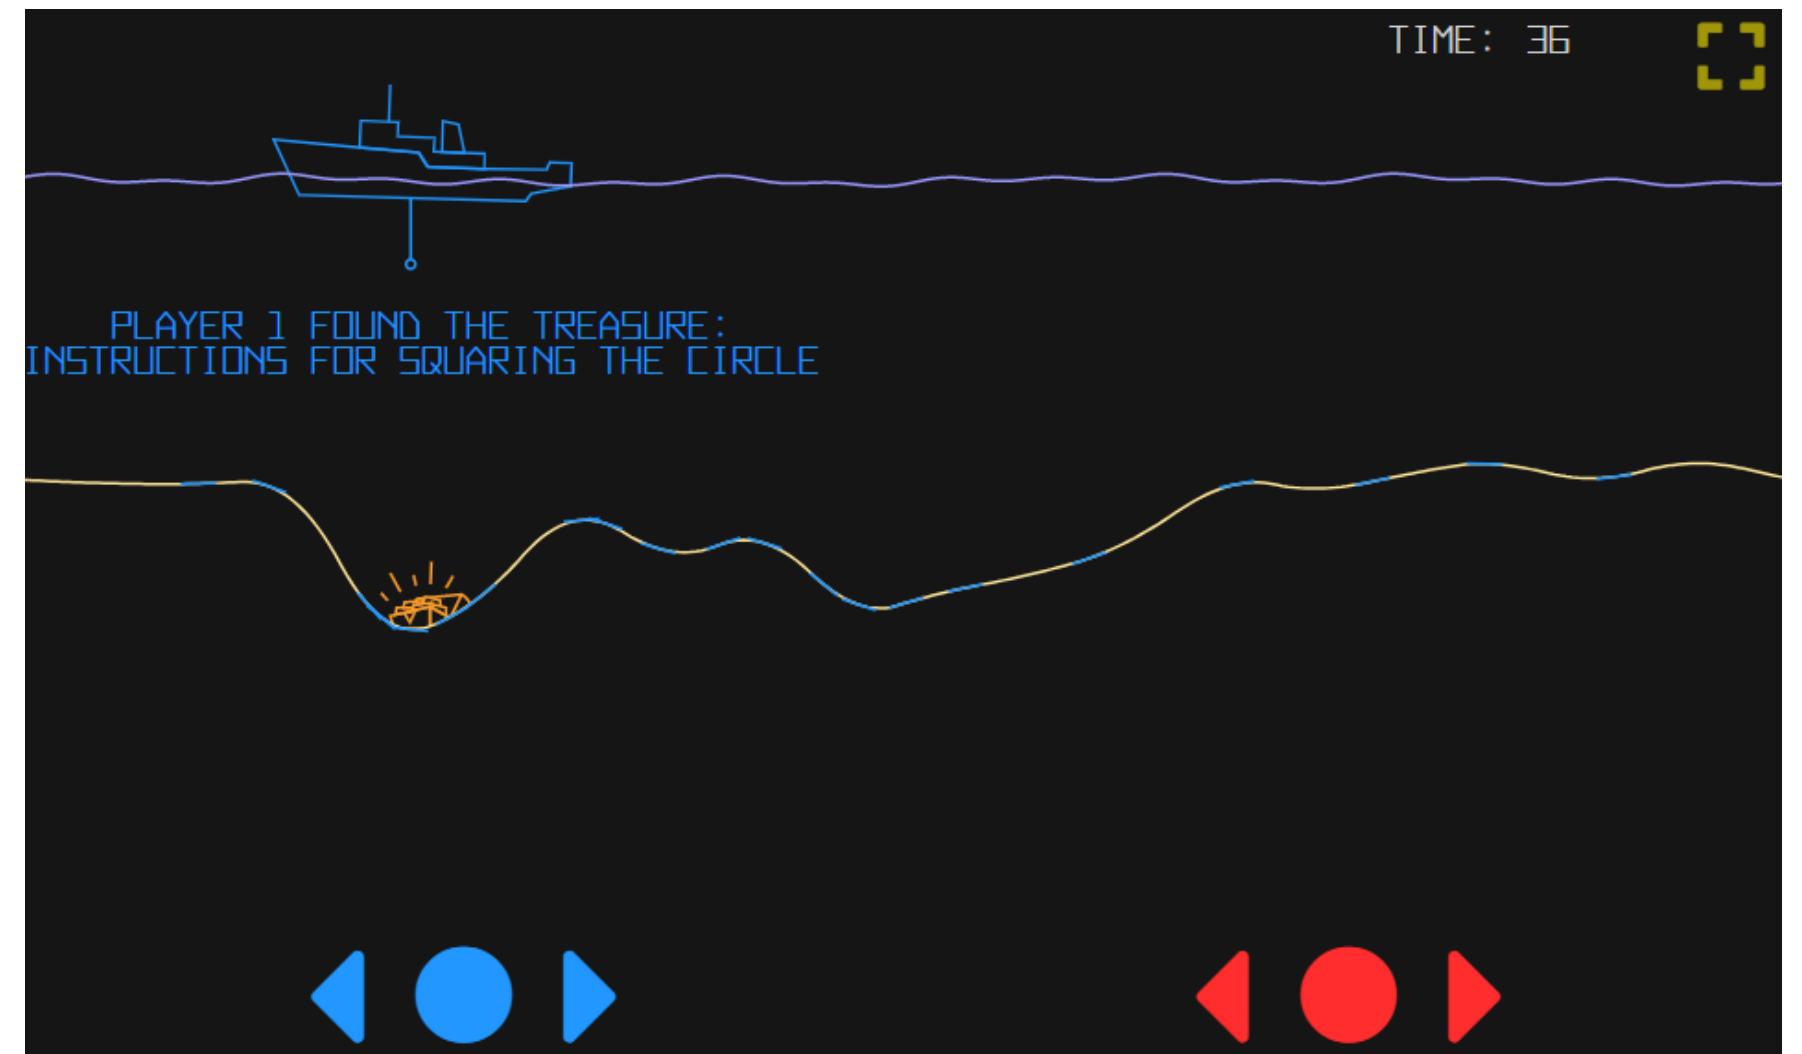 TIME: 36
PLAYER 1 FOUND THE TREASURE:
INSTRUCTIONS FOR SQUARING THE CIRCLE